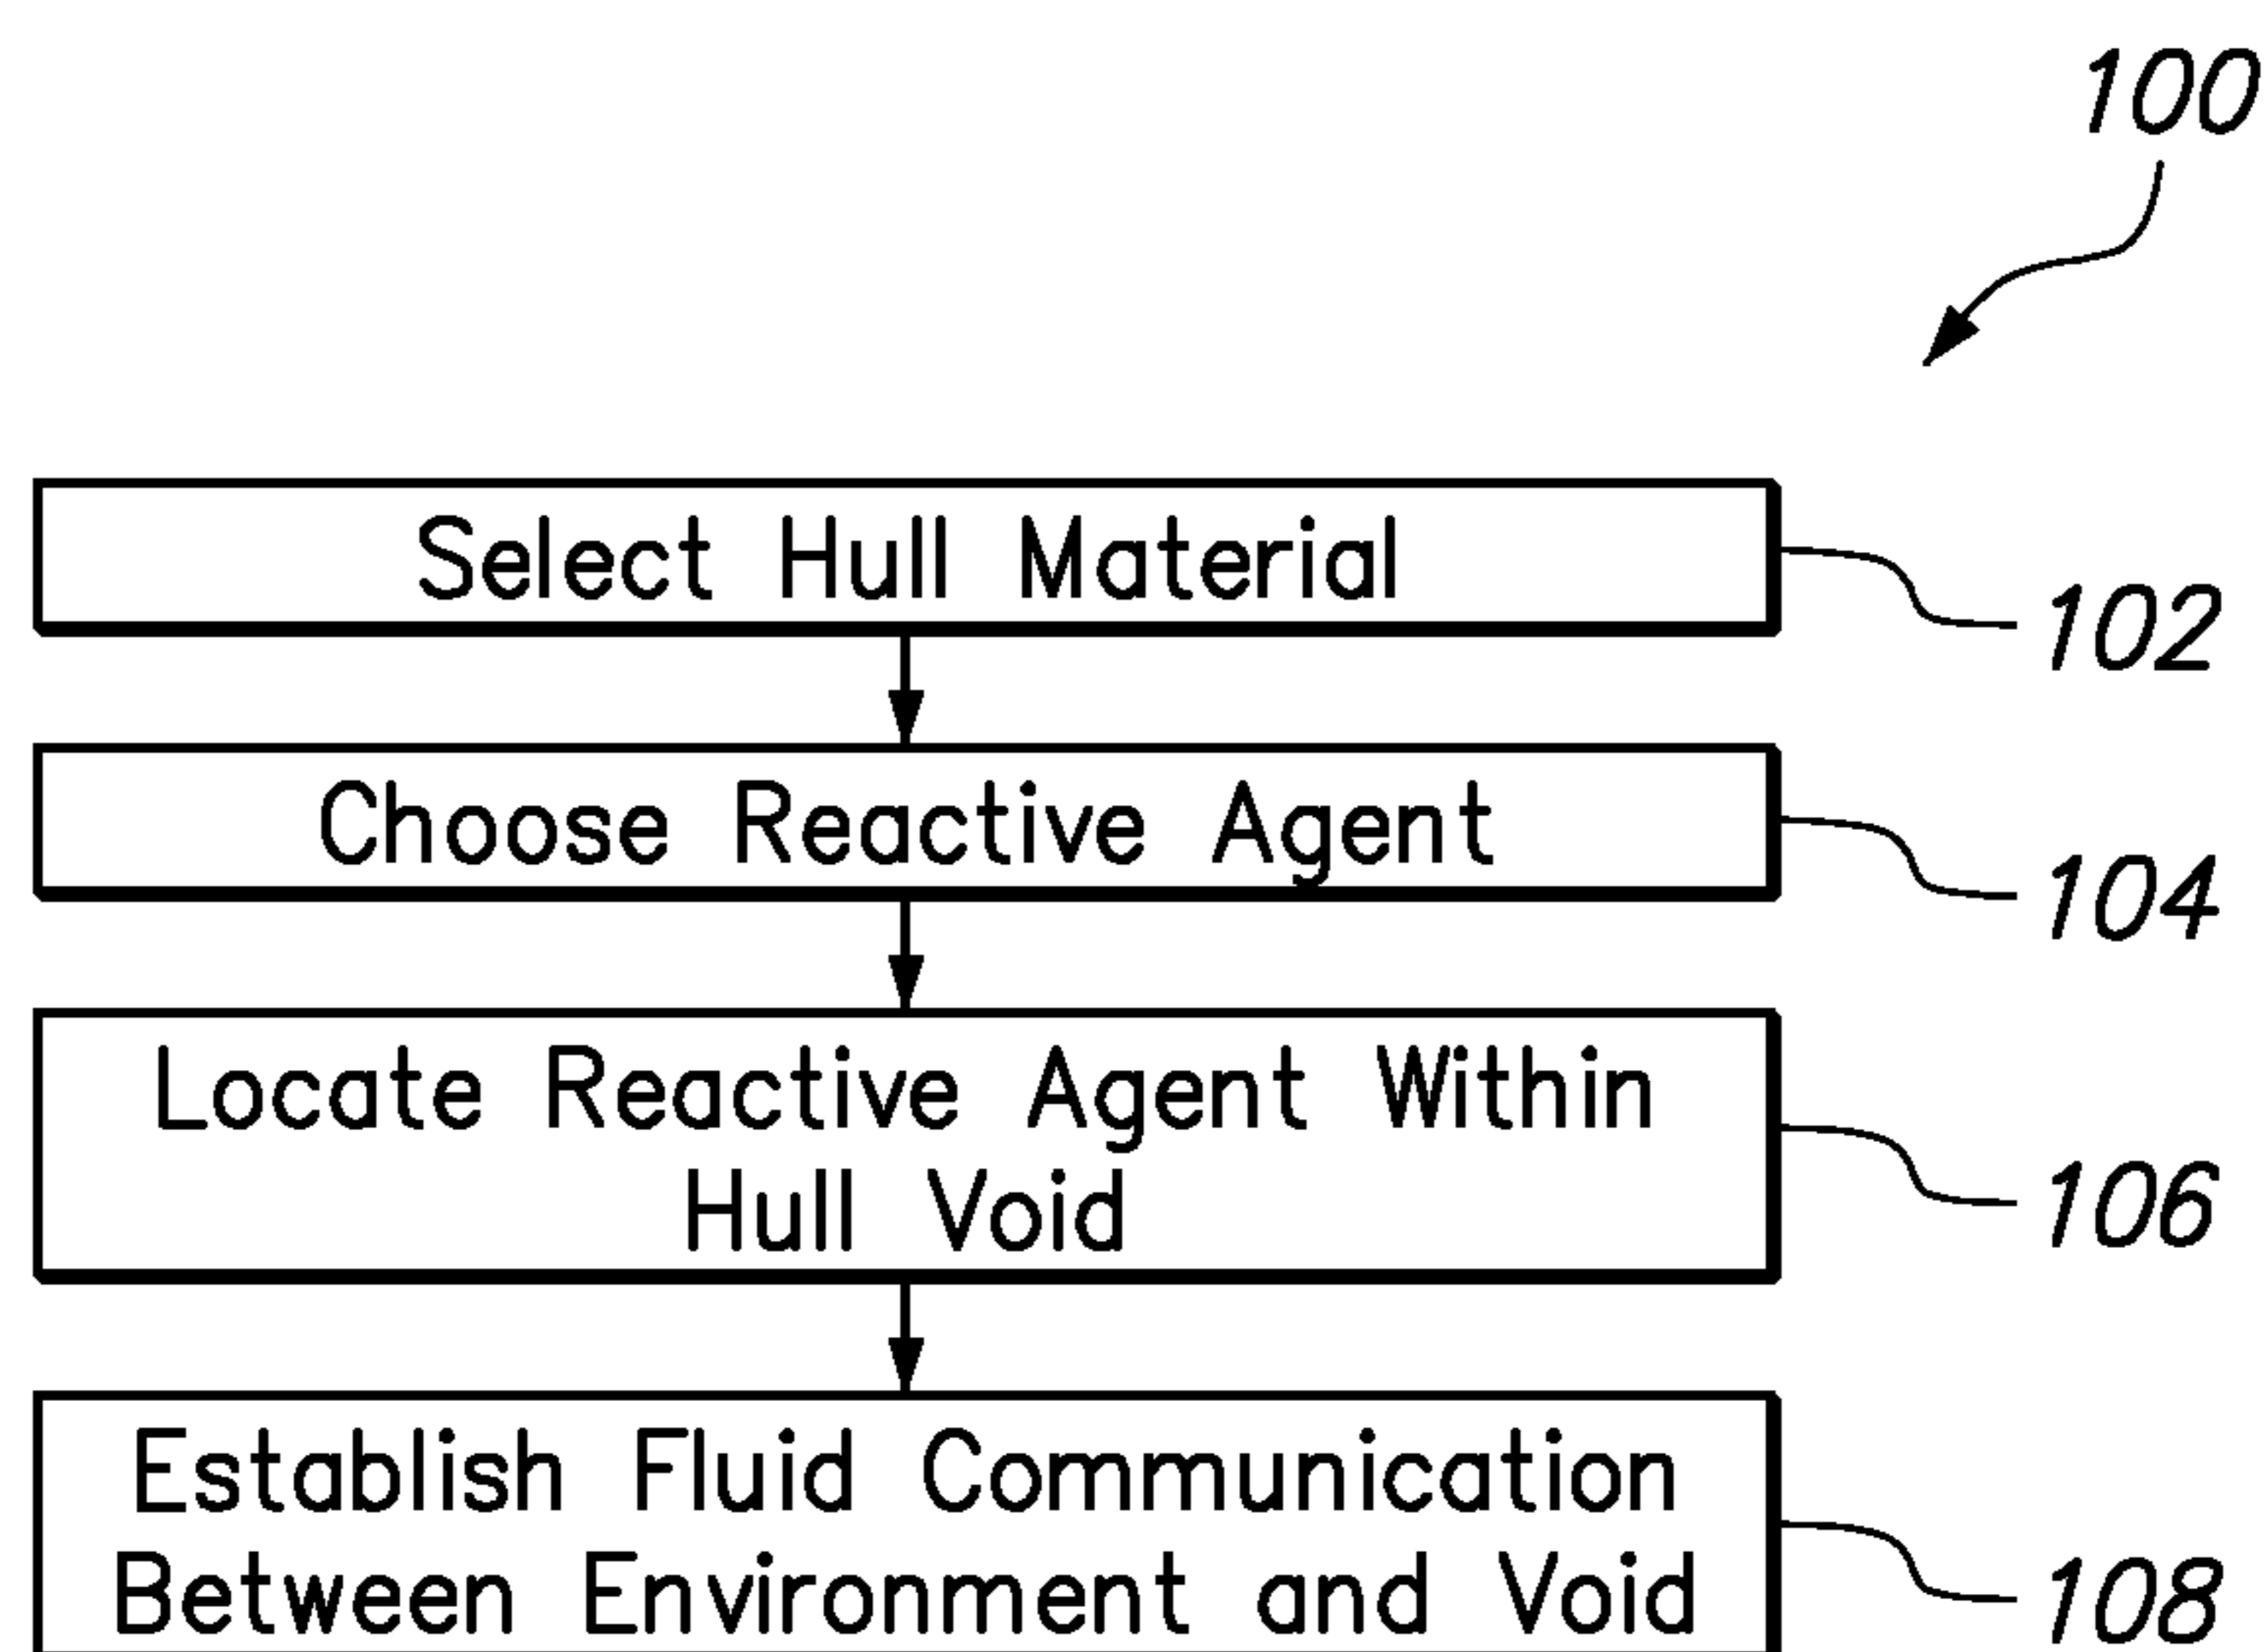 100
Select Hull Material
102
Choose Reactive Agent
104
Locate Reactive Agent Within
Hull Void
106
Establish Fluid Communication
Between Environment and Void
108